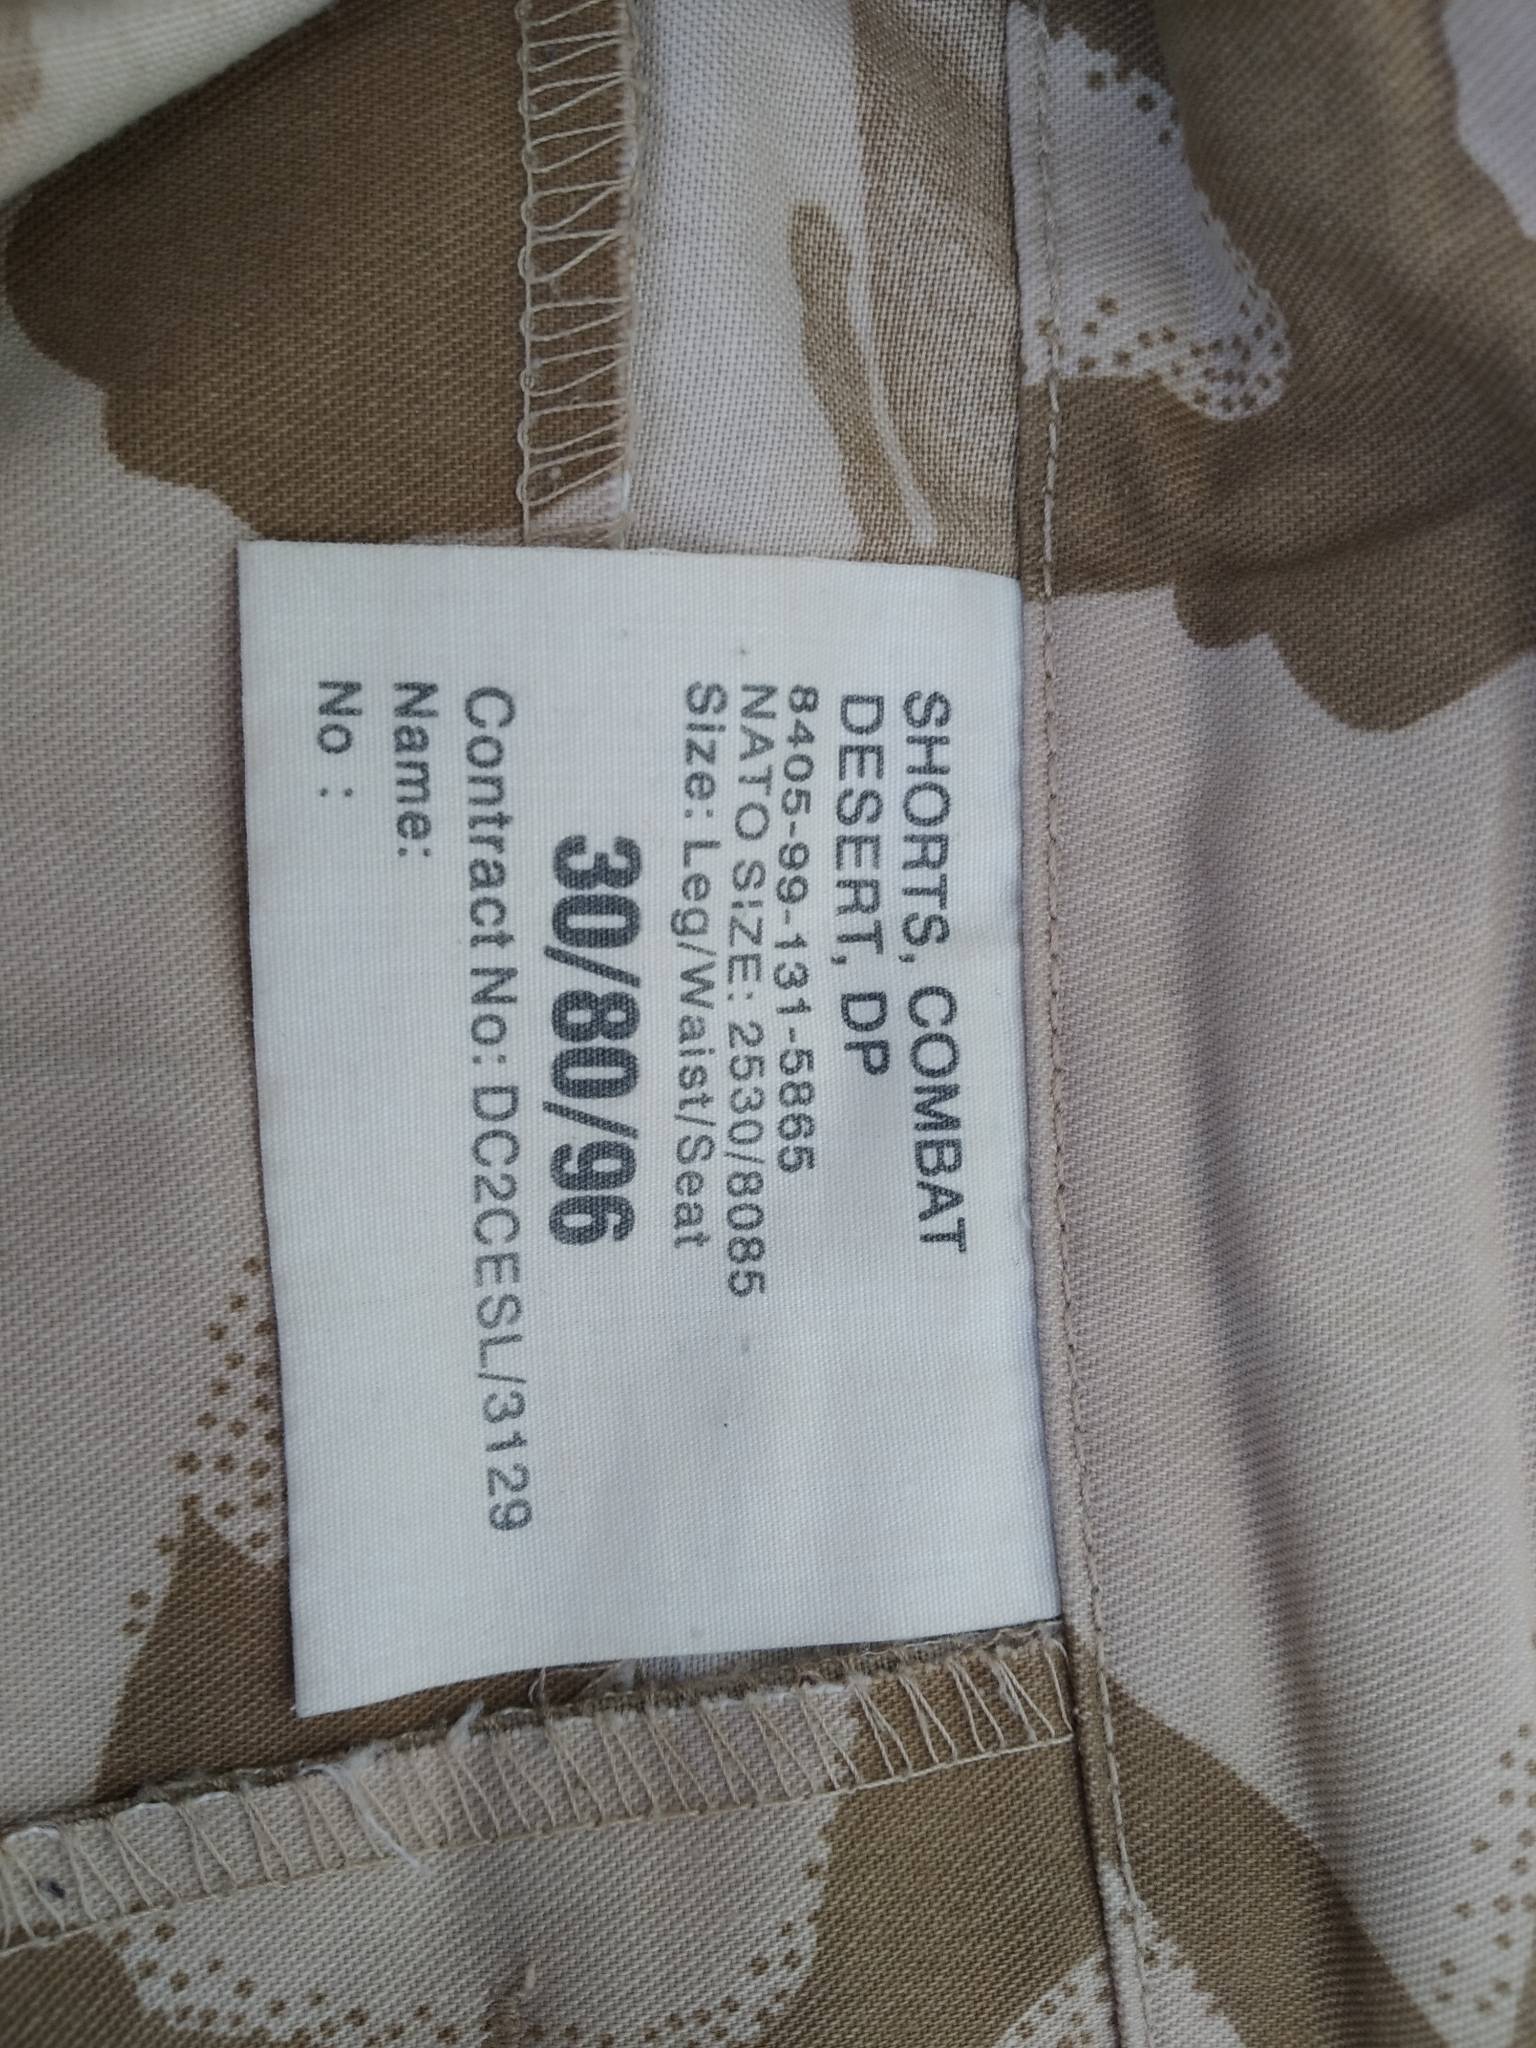 SHORTS, COMBAT
DESERT, DP
8405-99-131-5865
NATO SIZE: 2530/8085
Size: Leg/Waist/Seat
30/80/96
Contract No: DC2CESL/3129
Name:
No :